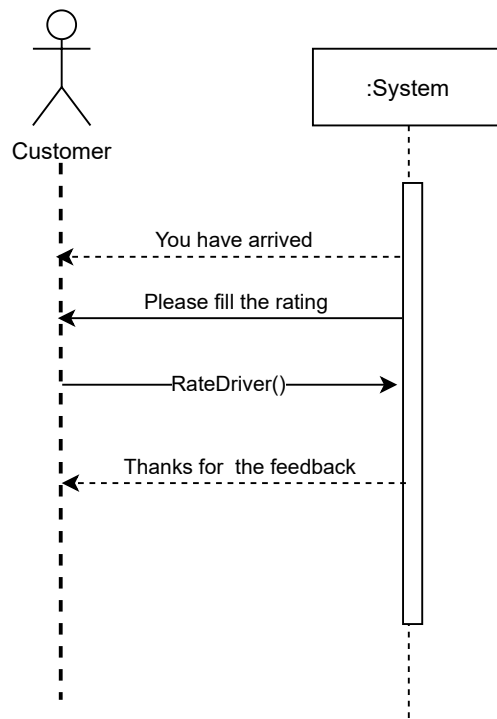 :System
Customer
You have arrived
Please fill the rating
RateDriver()
Thanks for  the feedback